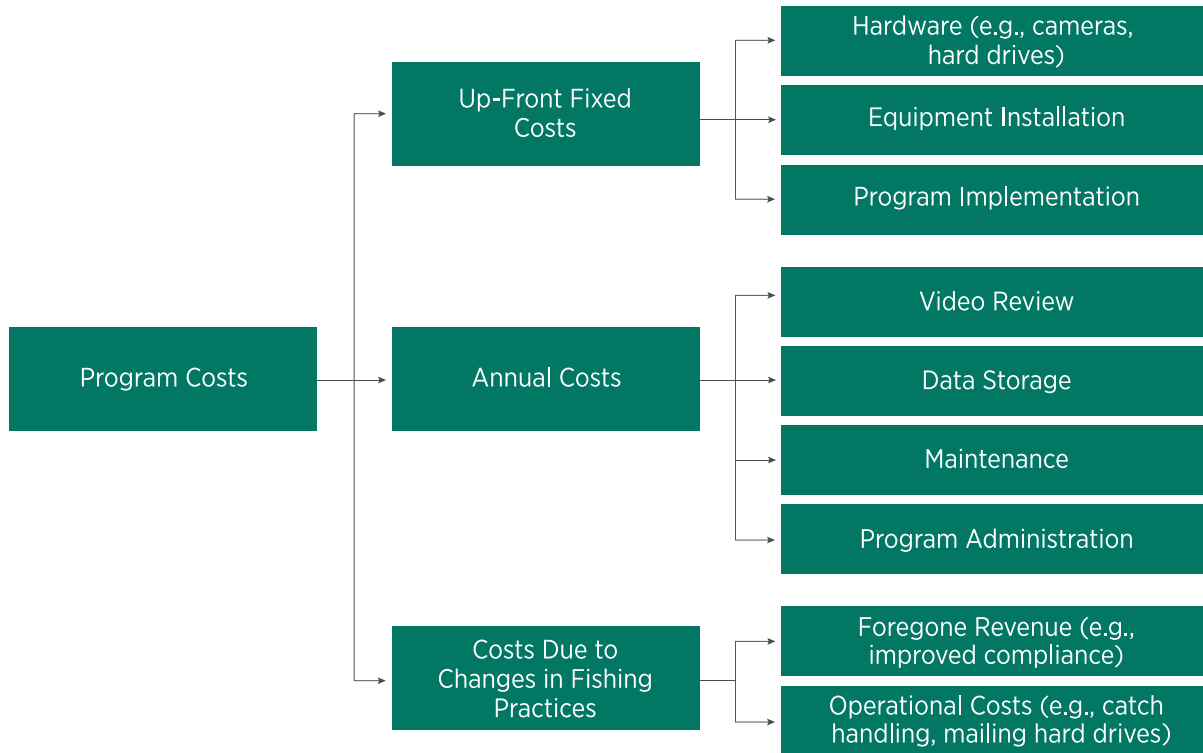 Program Costs
Up-Front Fixed
Costs
Hardware (e.g., cameras,
hard drives)
Equipment Installation
Program Implementation
Annual Costs
Video Review
Data Storage
Maintenance
Program Administration
Costs Due to
Changes in Fishing
Practices
Foregone Revenue (e.g.,
improved compliance)
Operational Costs (e.g., catch
handling, mailing hard drives)